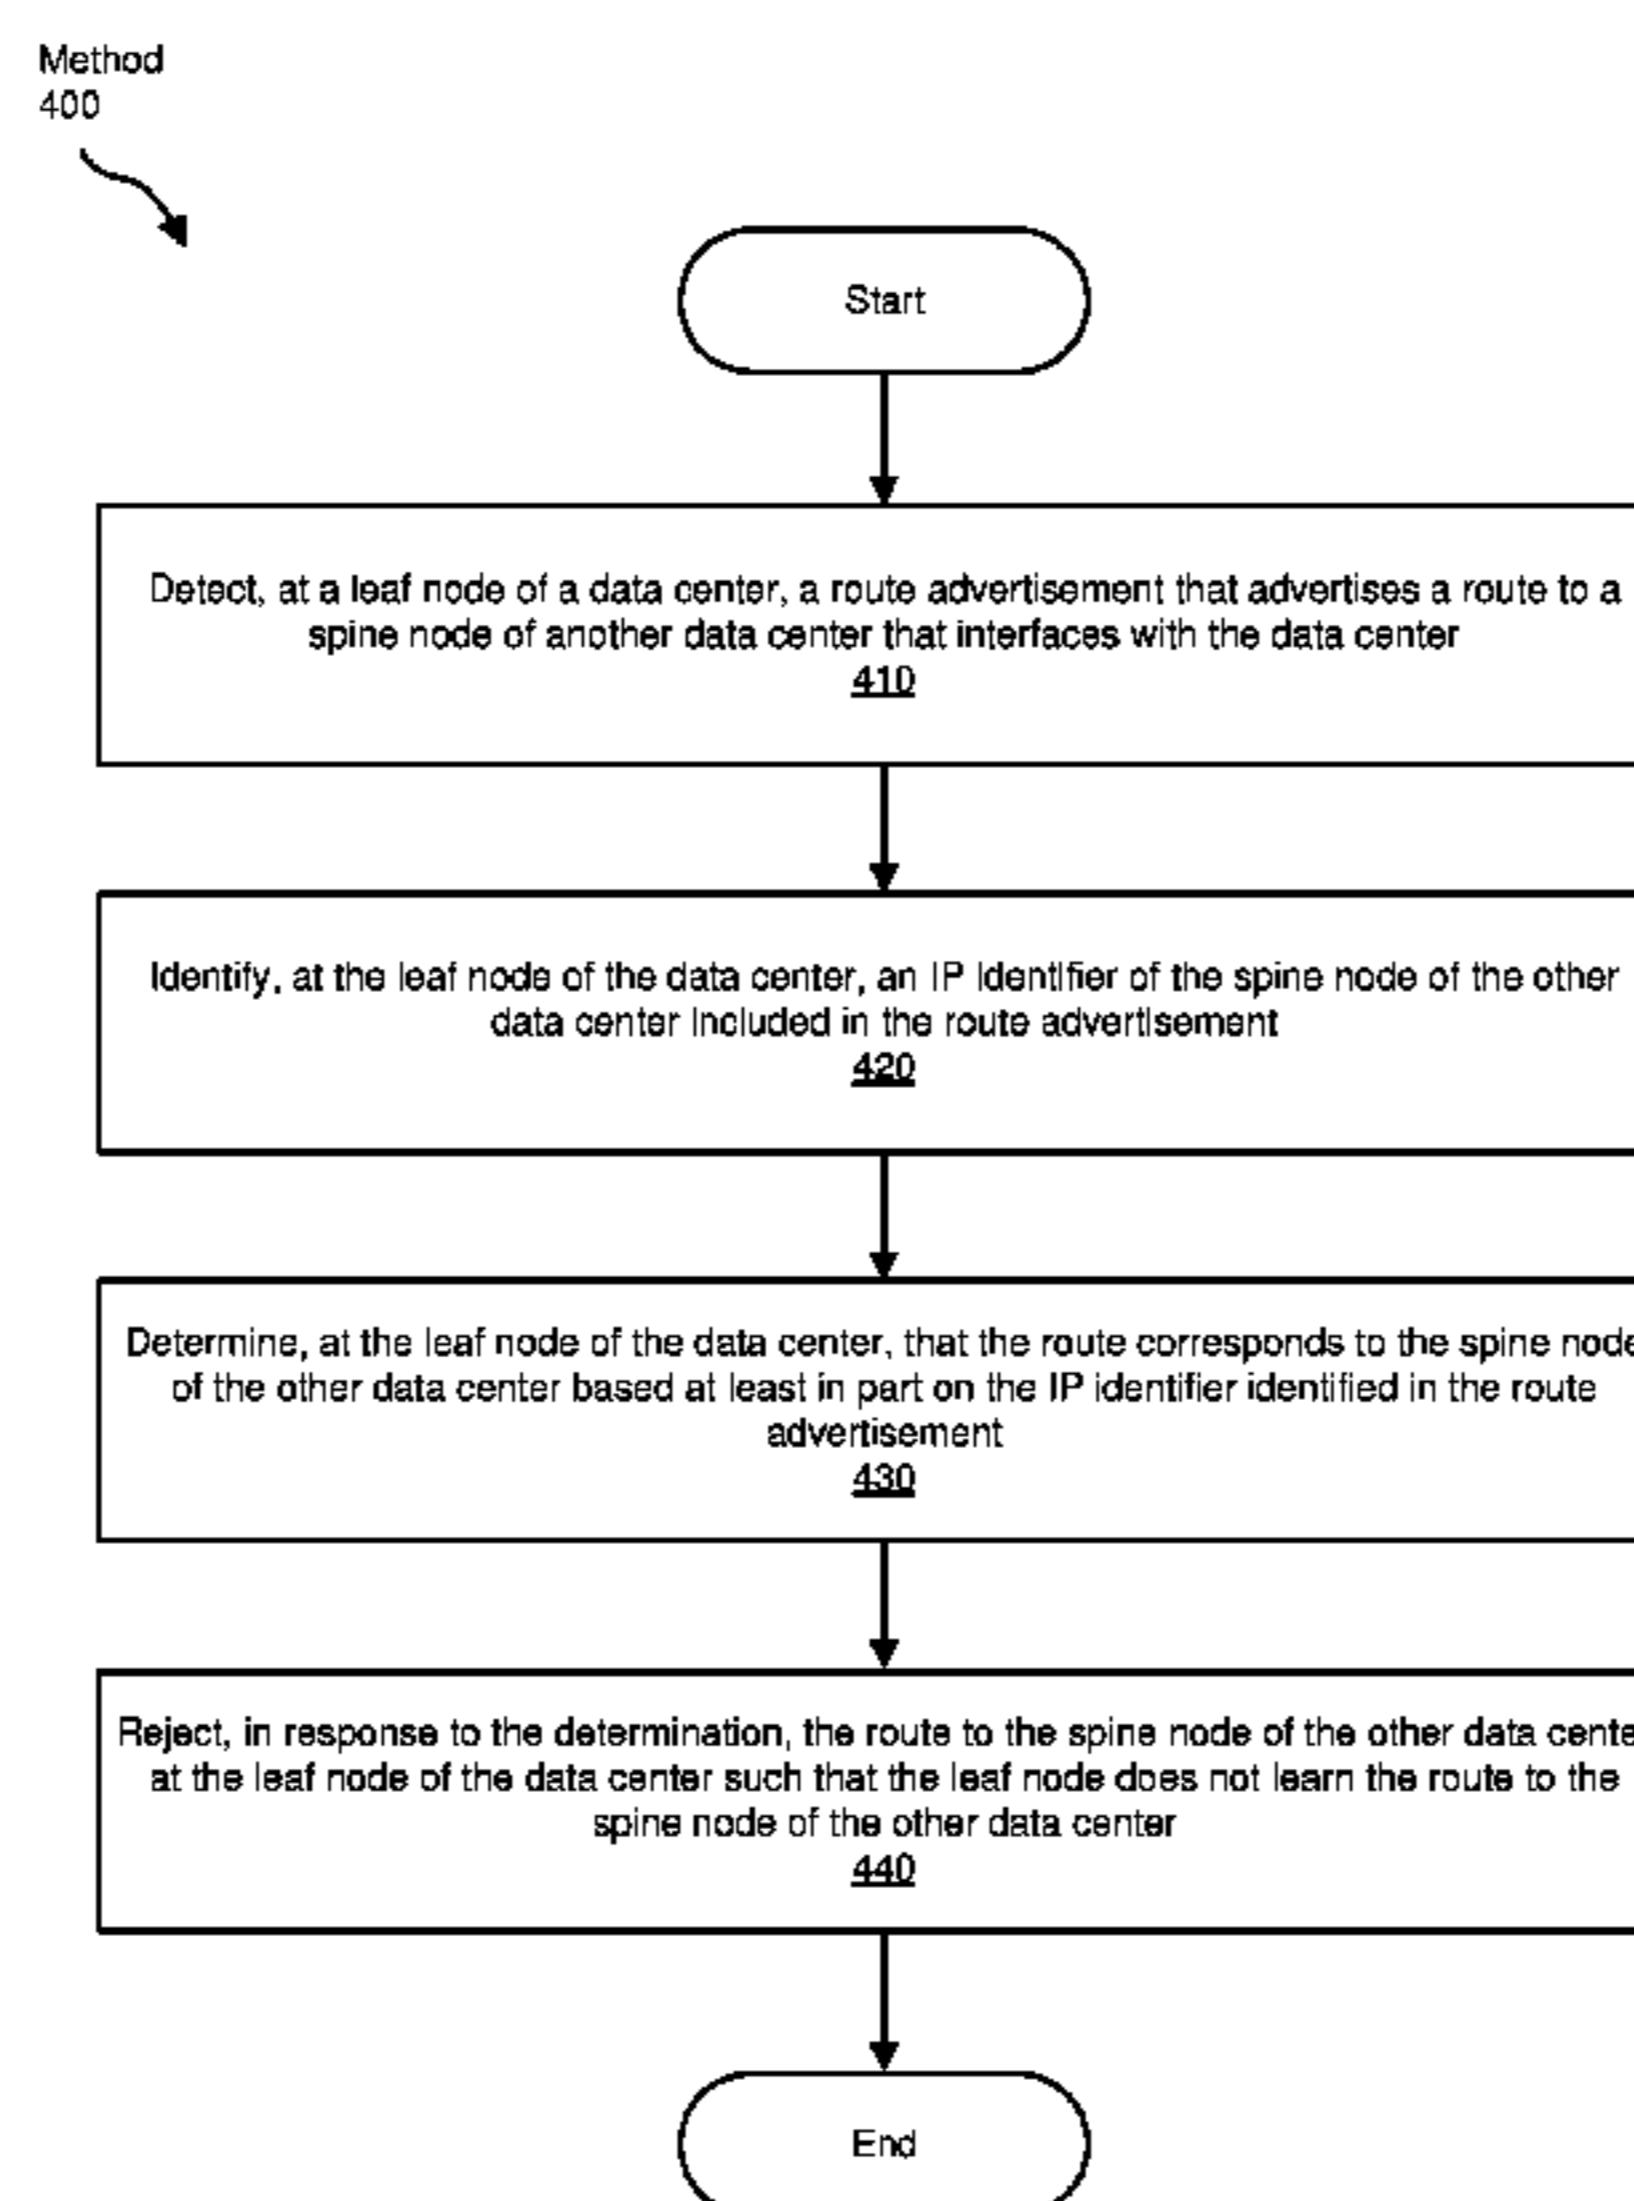 Method
400
Start
Detect, at a leaf node of a data center, a route advertisement that advertises a route to a
spine node of another data center that interfaces with the data center
410
Identify, at the leaf node of the data center, an IP identifier of the spine node of the other
data center included in the route advertisement
420
Determine, at the leaf node of the data center, that the route corresponds to the spine node
of the other data center based at least in part on the IP identifier identified in the route
advertisement
430
Reject, in response to the determination, the route to the spine node of the other data cente
at the leaf node of the data center such that the leaf node does not learn the route to the
spine node of the other data center
440
End